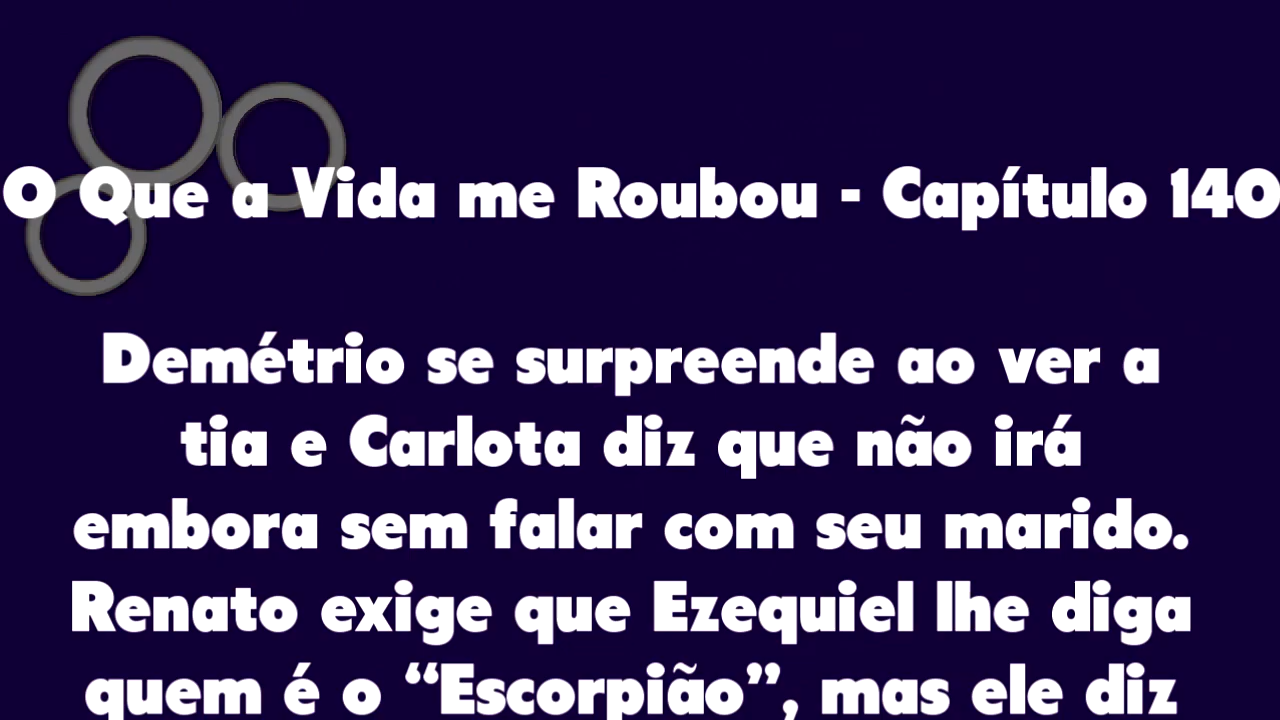 O Que a Vida me Roubou - Capítulo 140
Demétrio se surpreende ao ver a
tia e Carlota diz que não irá
embora sem falar com seu marido.
Renato exige que Ezequiel lhe diga
quem é o “Escorpião”, mas ele diz